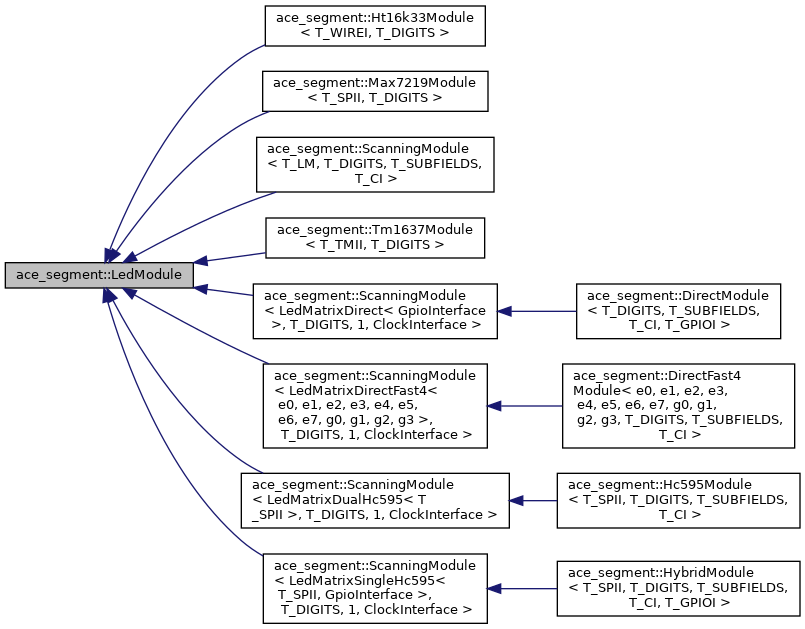 ace_segment::Ht16k33Module
< T_WIREI, T_DIGITS >
ace_segment::Max7219Module
< T_SPII, T_DIGITS >
ace_segment::ScanningModule
< T_LM, T_DIGITS, T_SUBFIELDS,
T_CI >
ace_segment::Tm1637Module
< T_TMII, T_DIGITS >
ace_segment::LedModule
ace_segment::ScanningModule
< LedMatrixDirect< GpioInterface
>, T_DIGITS, 1, ClockInterface >
ace_segment::DirectModule
< T_DIGITS, T_SUBFIELDS,
T_CI, T_GPIOI >
ace_segment::ScanningModule
< LedMatrixDirectFast4<
e0, e1, e2, e3, e4, e5,
e6, e7, g0, g1, g2, g3 >,
T_DIGITS, 1, ClockInterface >
ace_segment::DirectFast4
Module< e0, e1, e2, e3,
e4, e5, e6, e7, g0, g1,
g2, g3, T_DIGITS, T_SUBFIELDS,
T_CI >
ace_segment::ScanningModule
< LedMatrixDualHc595< T
_SPII >, T_DIGITS, 1, ClockInterface >
ace_segment::Hc595Module
< T_SPII, T_DIGITS, T_SUBFIELDS,
T_CI >
ace_segment::ScanningModule
< LedMatrixSingleHc595<
T_SPII, GpioInterface >,
T_DIGITS, 1, ClockInterface >
ace_segment::HybridModule
< T_SPII, T_DIGITS, T_SUBFIELDS,
T_CI, T_GPIOI >